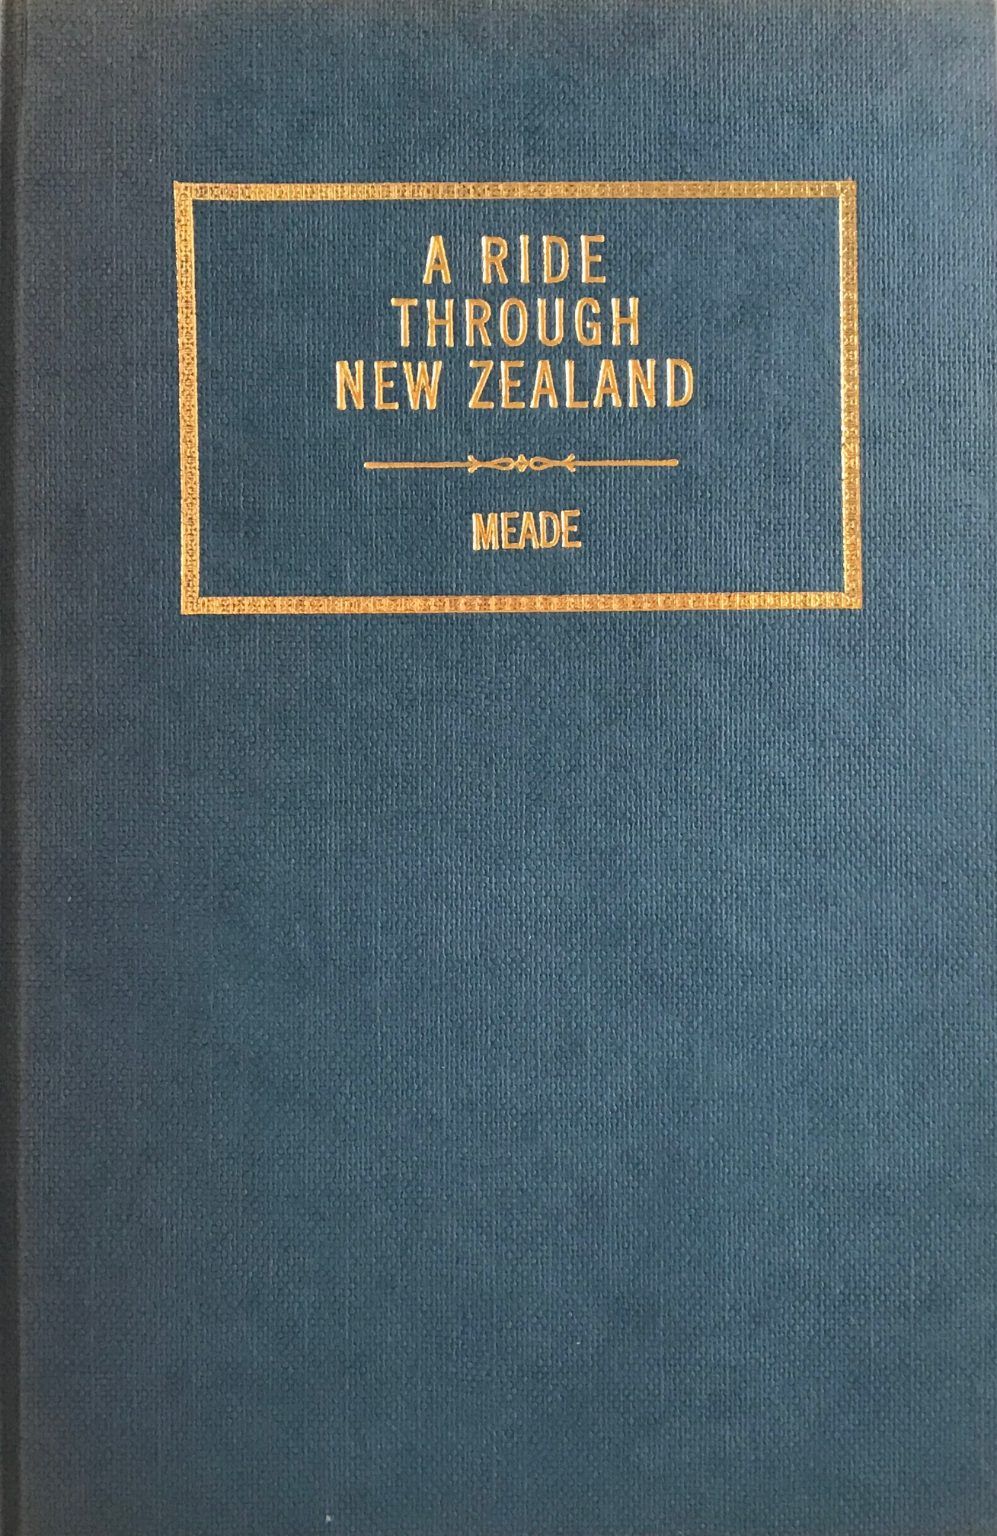 A RIDE
THROUGH
NEW ZEALAND
MEADE